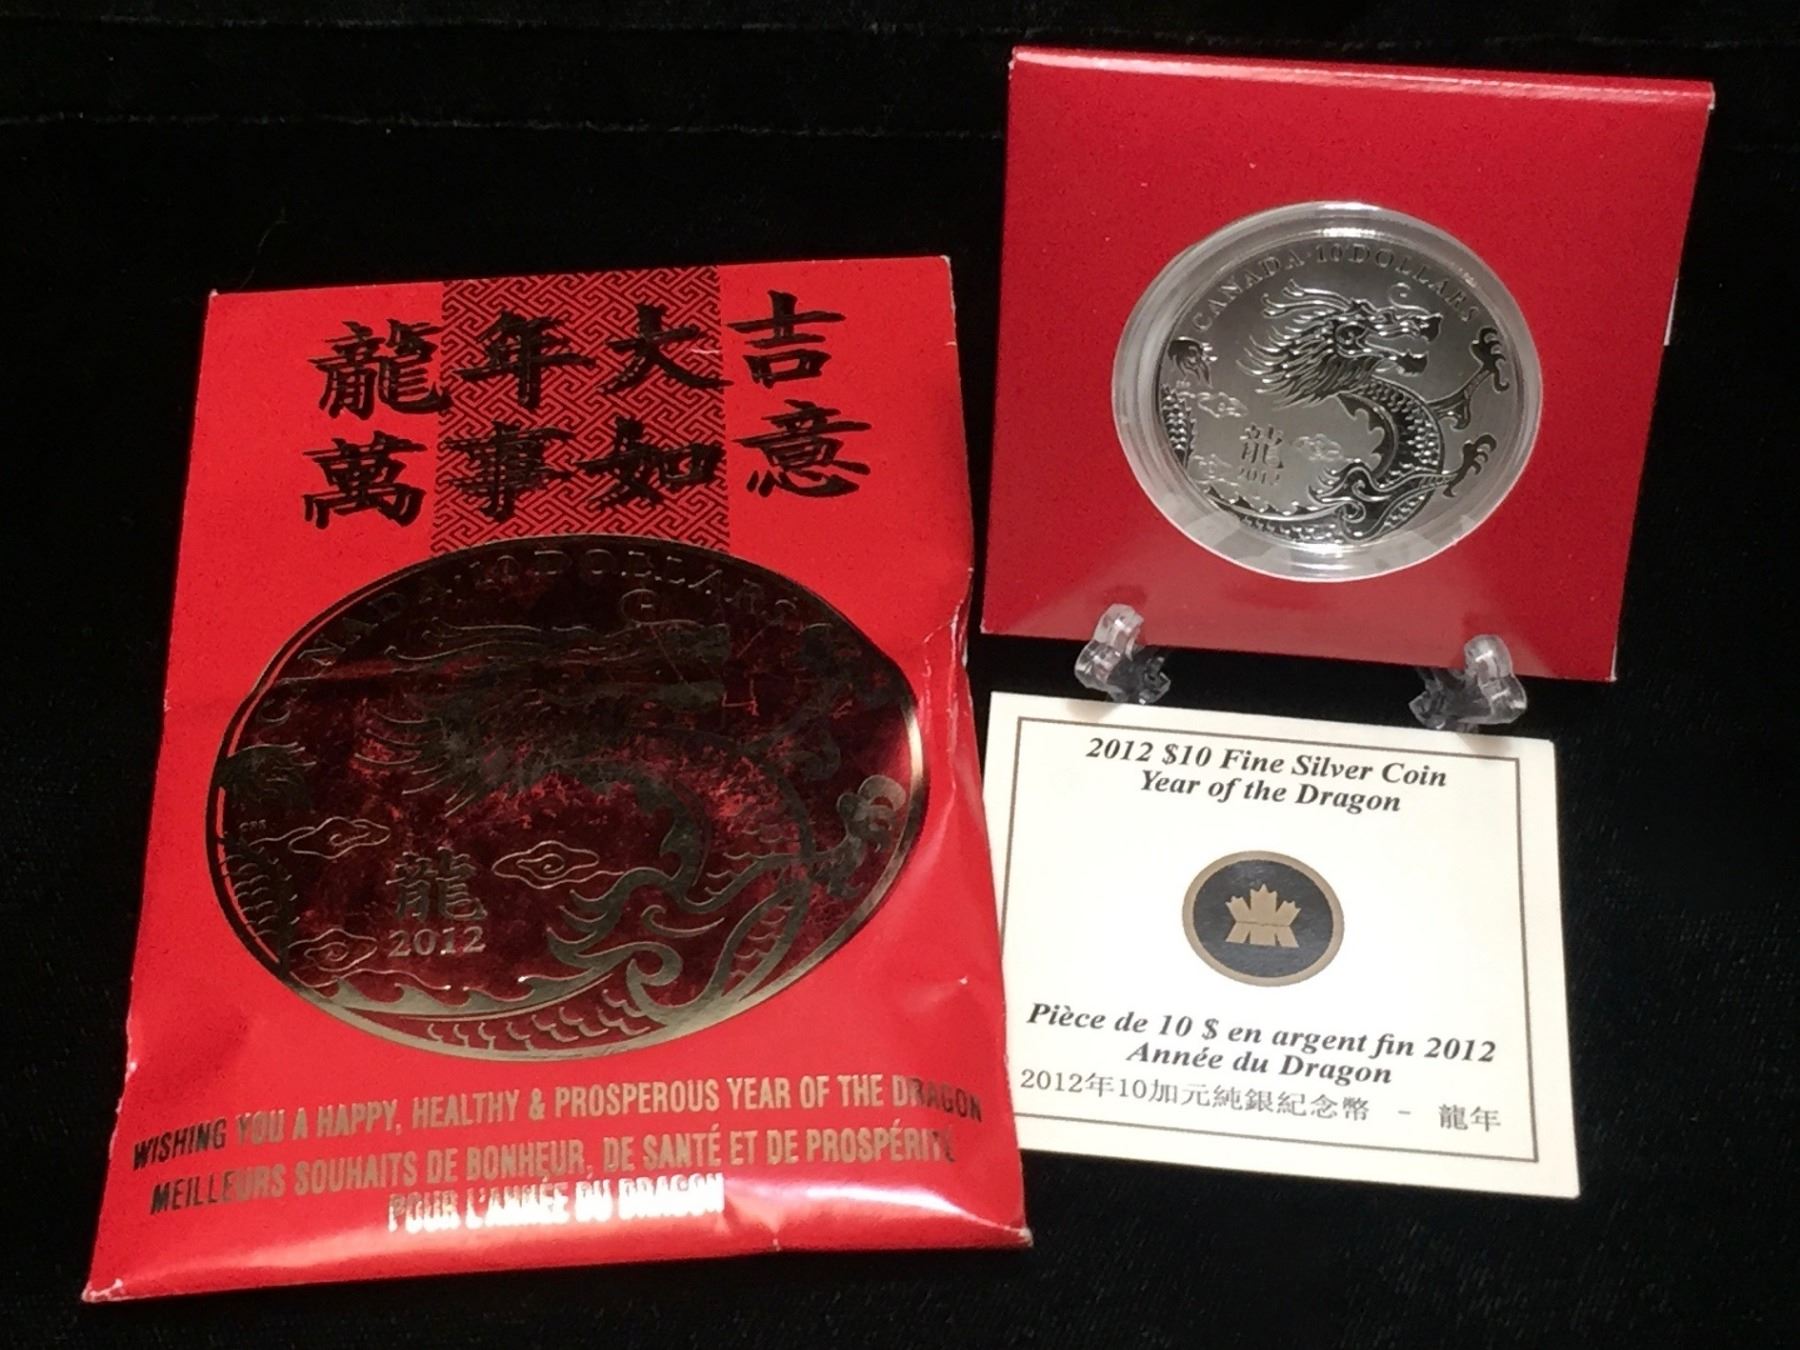 龍年大吉
萬事如意
CANADA 10 DOLLARS
龍
2012
WISHING YOU A HAPPY, HEALTHY & PROSPEROUS YEAR OF THE DRAGON
MEILLEURS SOUHAITS DE BONHEUR, DE SANTÉ ET DE PROSPÉRITÉ
POUR L'ANNÉE DU DRAGON
CANADA·10 DOLLARS
龍
2012
2012 $10 Fine Silver Coin
Year of the Dragon
Pièce de 10 $ en argent fin 2012
Année du Dragon
2012年10加元純銀紀念幣 - 龍年